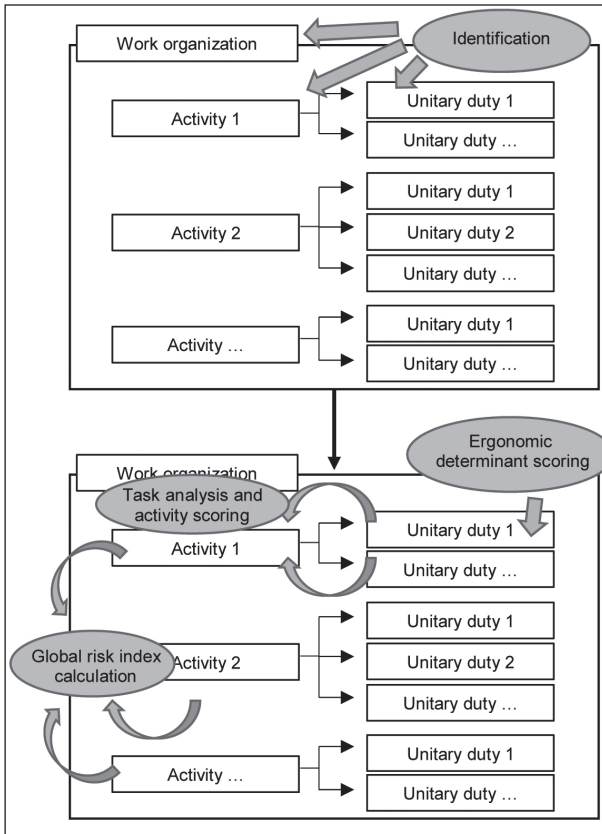 Work organization
Identification
Activity 1
Unitary duty 1
Unitary duty …
Activity 2
Unitary duty 1
Unitary duty 2
Unitary duty …
Activity …
Unitary duty 1
Unitary duty …
Ergonomic
determinant scoring
Work organization
Task analysis and
activity scoring
Activity 1
Unitary duty 1
Unitary duty …
Global risk index
calculation
Activity 2
Unitary duty 1
Unitary duty 2
Unitary duty …
Activity …
Unitary duty 1
Unitary duty …